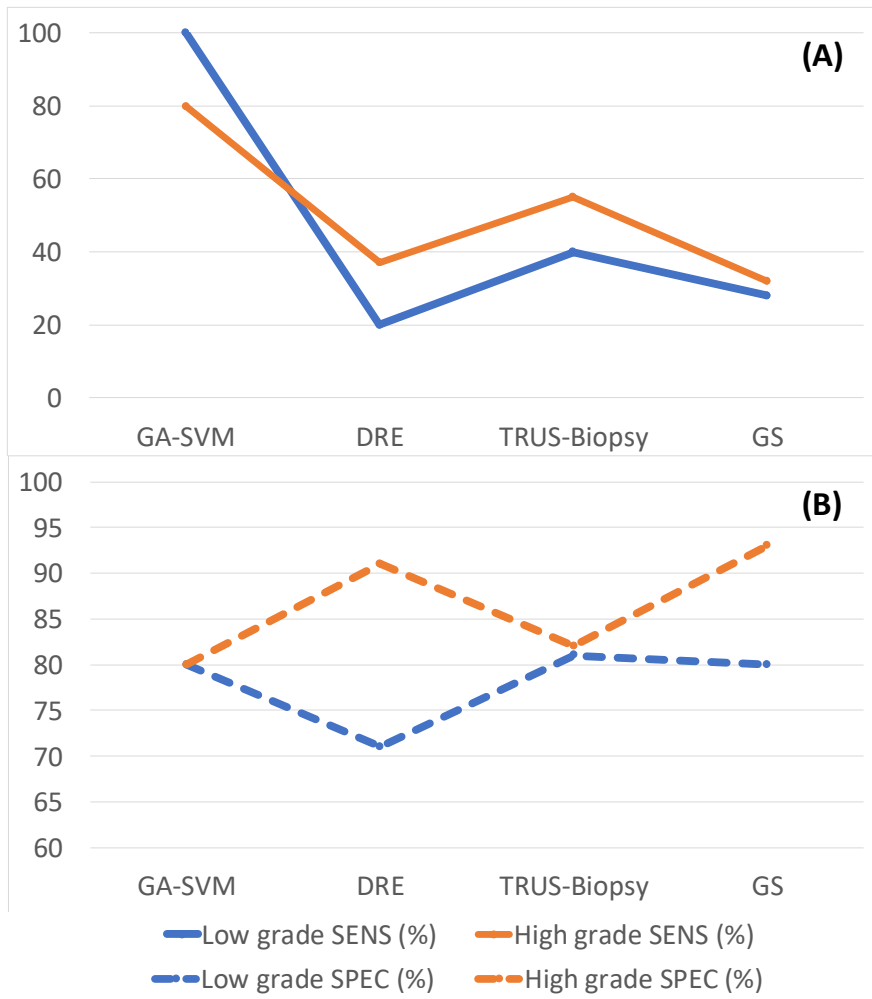 (A)
100
80
60
40
20
0
GA-SVM DRE TRUS-Biopsy GS
(B)
100
95
90
85
80
75
70
65
60
GA-SVM DRE TRUS-Biopsy GS
Low grade SENS (%) High grade SENS (%)
Low grade SPEC (%) High grade SPEC (%)